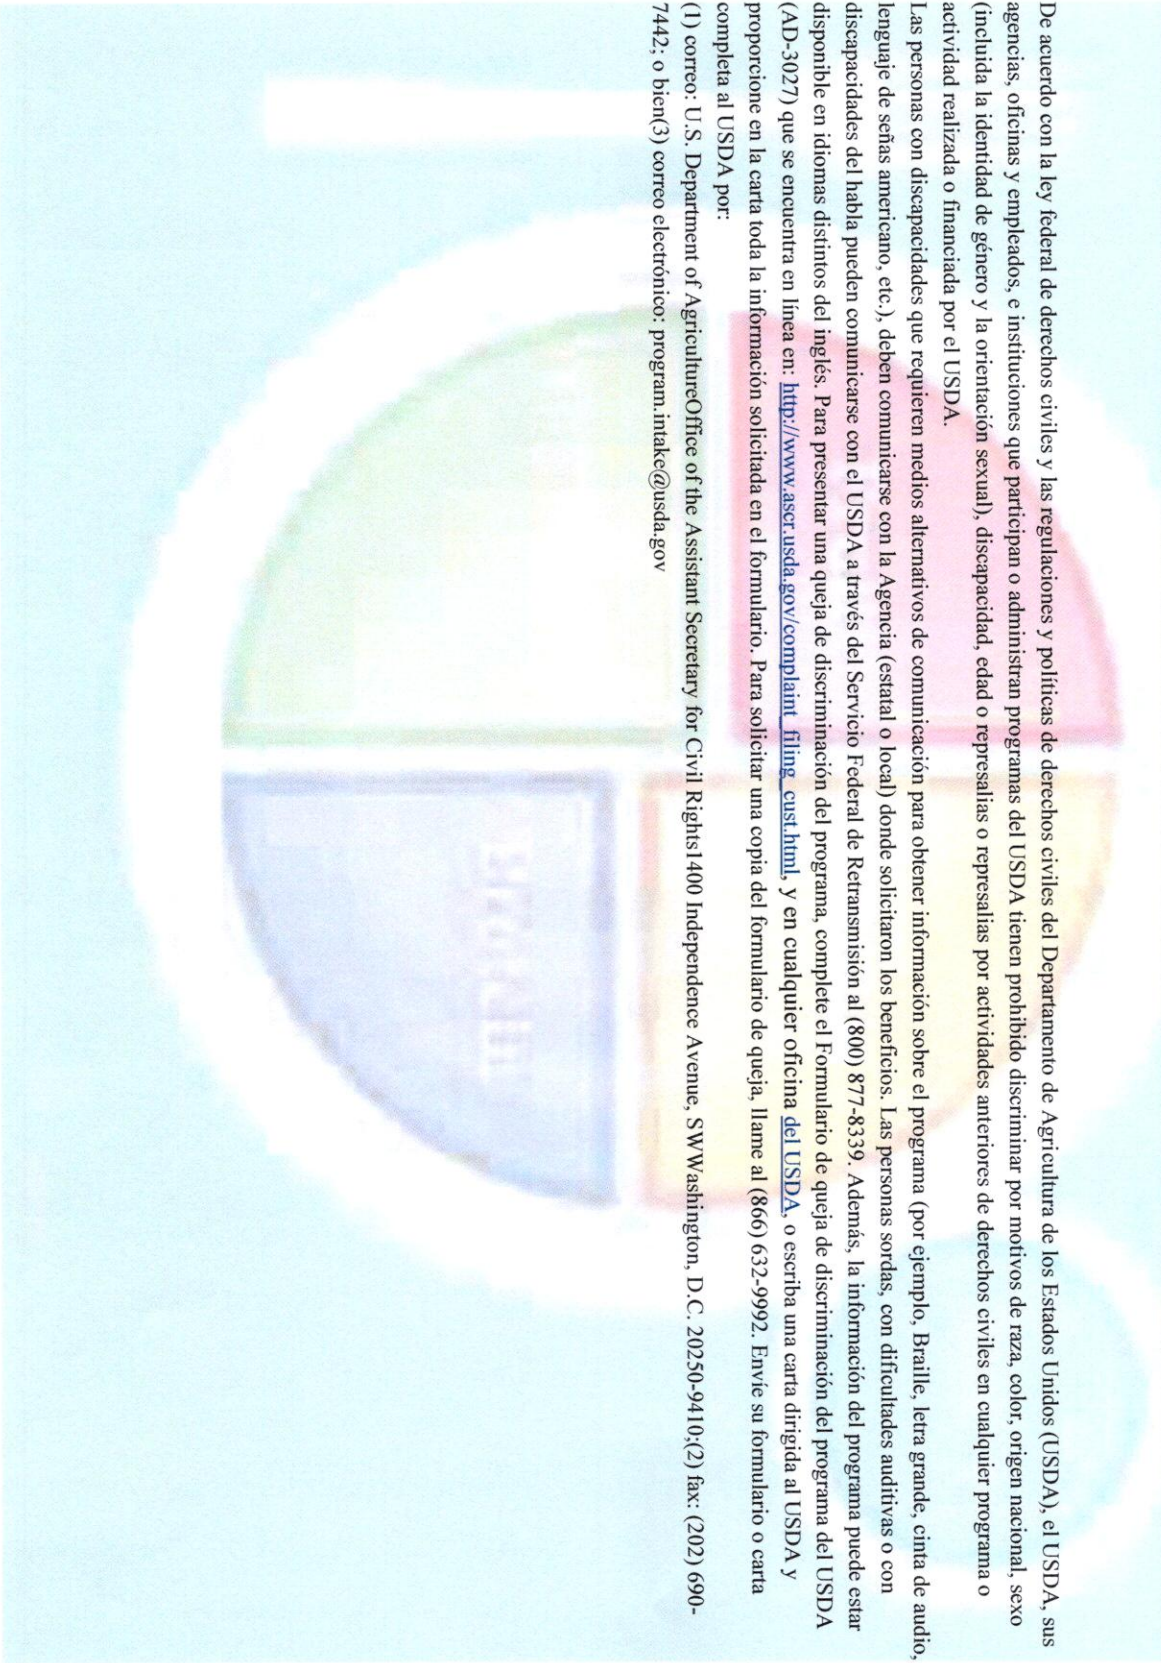 De acuerdo con la ley federal de derechos civiles y las regulaciones y políticas de derechos civiles del Departamento de Agricultura de los Estados Unidos (USDA), el USDA, sus
agencias, oficinas y empleados, e instituciones que participan o administran programas del USDA tienen prohibido discriminar por motivos de raza, color, origen nacional, sexo
(incluida la identidad de género y la orientación sexual), discapacidad, edad o represalias o represalias por actividades anteriores de derechos civiles en cualquier programa o
actividad realizada o financiada por el USDA.
Las personas con discapacidades que requieren medios alternativos de comunicación para obtener información sobre el programa (por ejemplo, Braille, letra grande, cinta de audio,
lenguaje de señas americano, etc.), deben comunicarse con la Agencia (estatal o local) donde solicitaron los beneficios. Las personas sordas, con dificultades auditivas o con
discapacidades del habla pueden comunicarse con el USDA a través del Servicio Federal de Retransmisión al (800) 877-8339. Además, la información del programa puede estar
disponible en idiomas distintos del inglés. Para presentar una queja de discriminación del programa, complete el Formulario de queja de discriminación del programa del USDA
(AD-3027) que se encuentra en línea en: http://www.ascr.usda.gov/complaint_filing_cust.html, y en cualquier oficina del USDA, o escriba una carta dirigida al USDA y
proporcione en la carta toda la información solicitada en el formulario. Para solicitar una copia del formulario de queja, llame al (866) 632-9992. Envíe su formulario o carta
completa al USDA por:
(1) correo: U.S. Department of AgricultureOffice of the Assistant Secretary for Civil Rights1400 Independence Avenue, SWWashington, D.C. 20250-9410;(2) fax: (202) 690-
7442; o bien(3) correo electrónico: program.intake@usda.gov